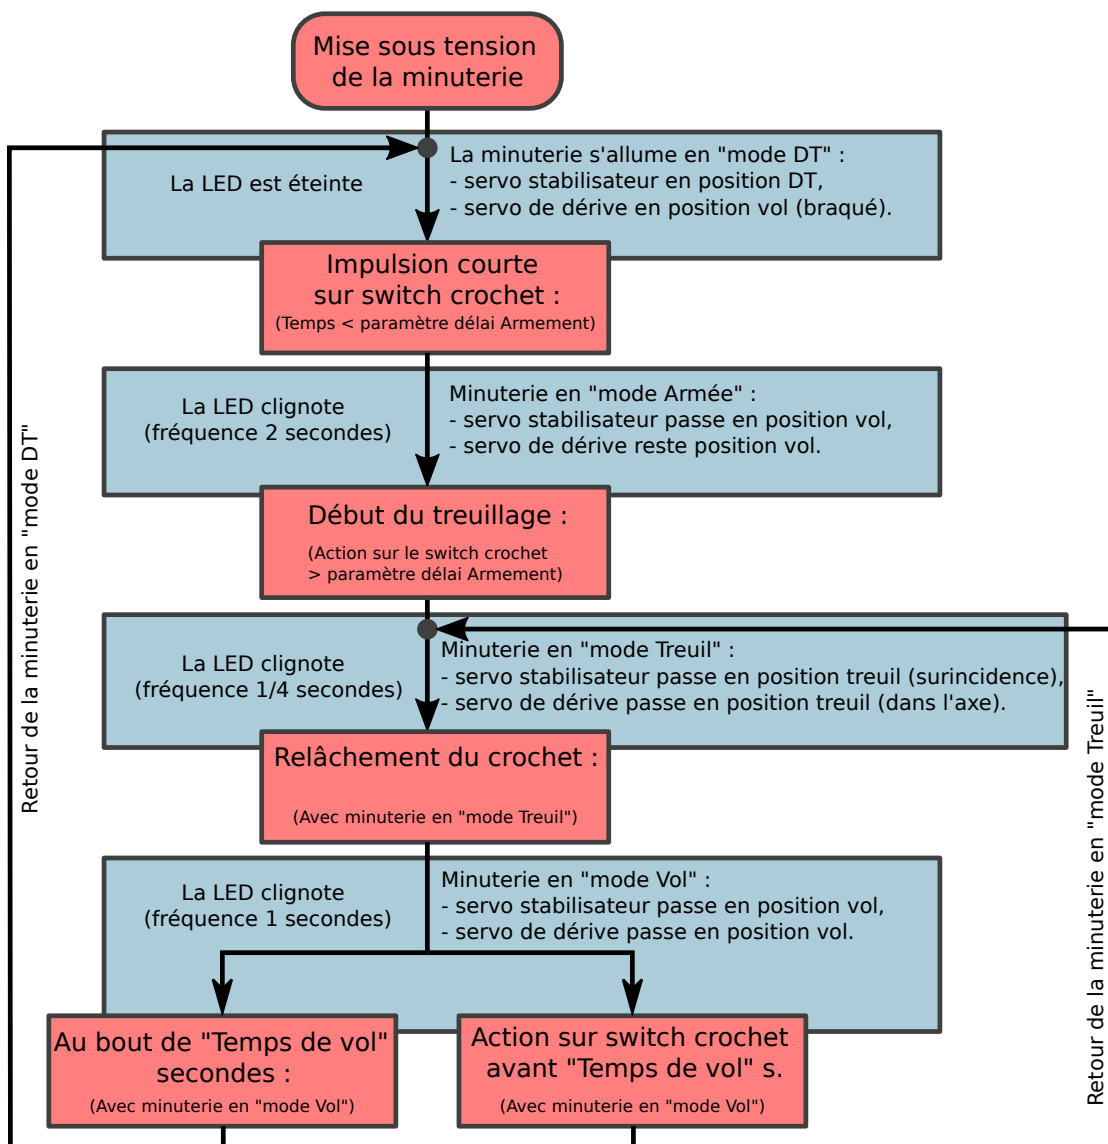 Mise sous tension
de la minuterie
La LED est éteinte
La minuterie s'allume en "mode DT" :
- servo stabilisateur en position DT,
- servo de dérive en position vol (braqué).
Impulsion courte
sur switch crochet :
(Temps < paramètre délai Armement)
La LED clignote
(fréquence 2 secondes)
Minuterie en "mode Armée" :
- servo stabilisateur passe en position vol,
- servo de dérive reste position vol.
Début du treuillage :
(Action sur le switch crochet
> paramètre délai Armement)
La LED clignote
(fréquence 1/4 secondes)
Minuterie en "mode Treuil" :
- servo stabilisateur passe en position treuil (surincidence),
- servo de dérive passe en position treuil (dans l'axe).
Relâchement du crochet :
(Avec minuterie en "mode Treuil")
La LED clignote
(fréquence 1 secondes)
Minuterie en "mode Vol" :
- servo stabilisateur passe en position vol,
- servo de dérive passe en position vol.
Au bout de "Temps de vol"
secondes :
(Avec minuterie en "mode Vol")
Action sur switch crochet
avant "Temps de vol" s.
(Avec minuterie en "mode Vol")
Retour de la minuterie en "mode DT"
Retour de la minuterie en "mode Treuil"